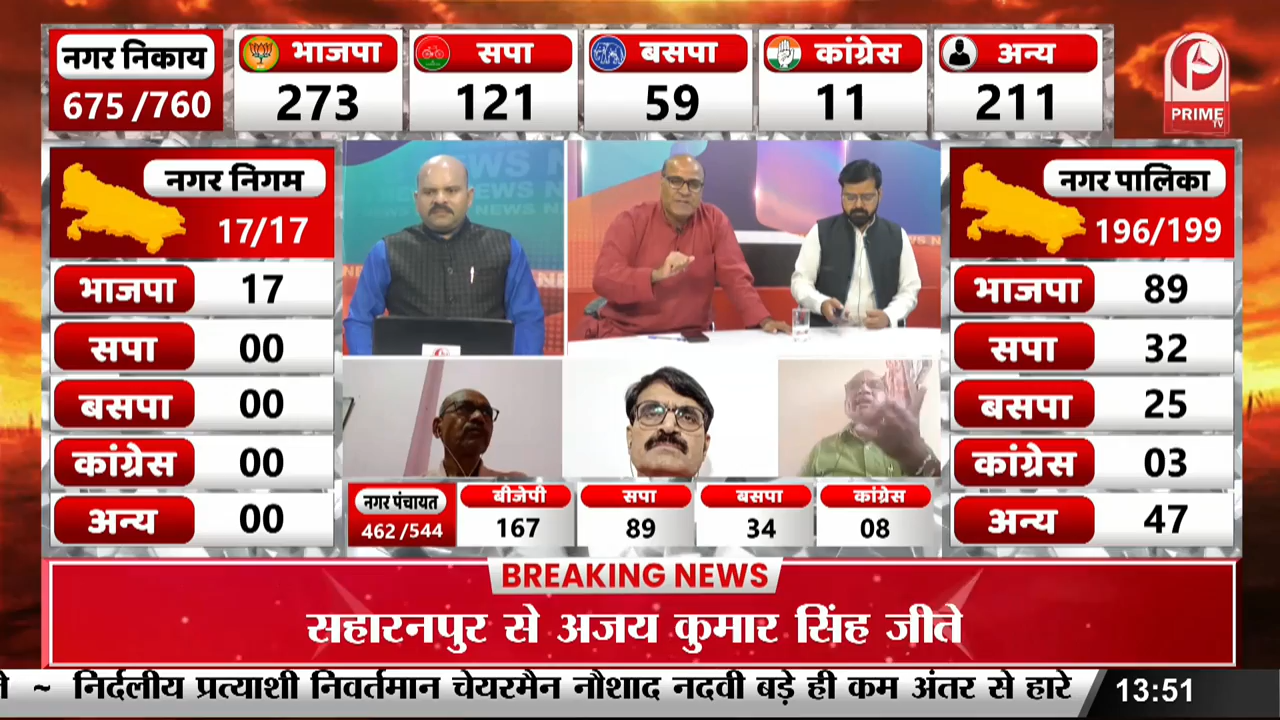 नगर निकाय
675/760
भाजपा
273
सपा
121
बसपा
59
कांग्रेस
11
अन्य
211
PRIME
TV
नगर निगम
17/17
भाजपा 17
सपा 00
बसपा 00
कांग्रेस 00
अन्य 00
NEWS
नगर पालिका
196/199
भाजपा 89
सपा 32
बसपा 25
कांग्रेस 03
अन्य 47
नगर पंचायत
462/544
बीजेपी
167
सपा
89
बसपा
34
कांग्रेस
08
BREAKING NEWS
सहारनपुर से अजय कुमार सिंह जीते
~ निर्दलीय प्रत्याशी निवर्तमान चेयरमैन नौशाद नदवी बड़े ही कम अंतर से हारे
13:51